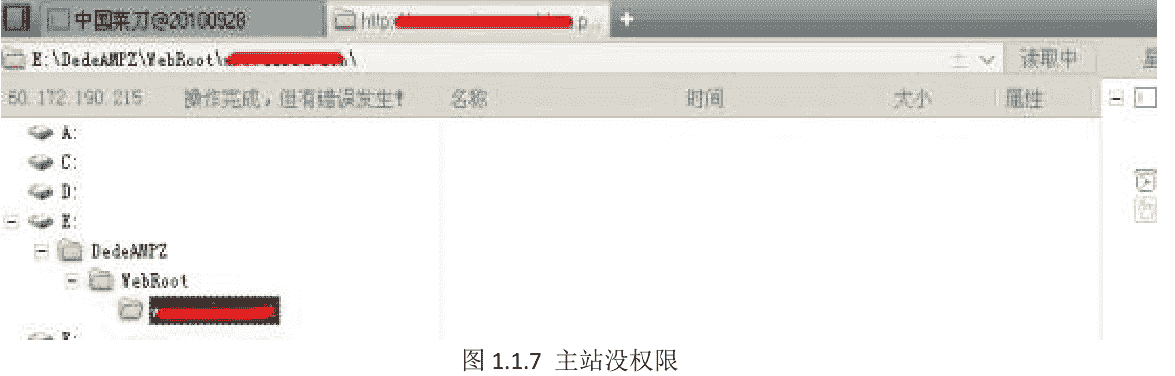 中国菜刀@20100928 http: p
E:\DedeAMPZ\WebRoot\ \ 读取中
60.172.190.215 操作完成，但有错误发生! 名称 时间 大小 属性
A:
C:
D:
E:
DedeAMPZ
WebRoot
F:
图 1.1.7 主站没权限